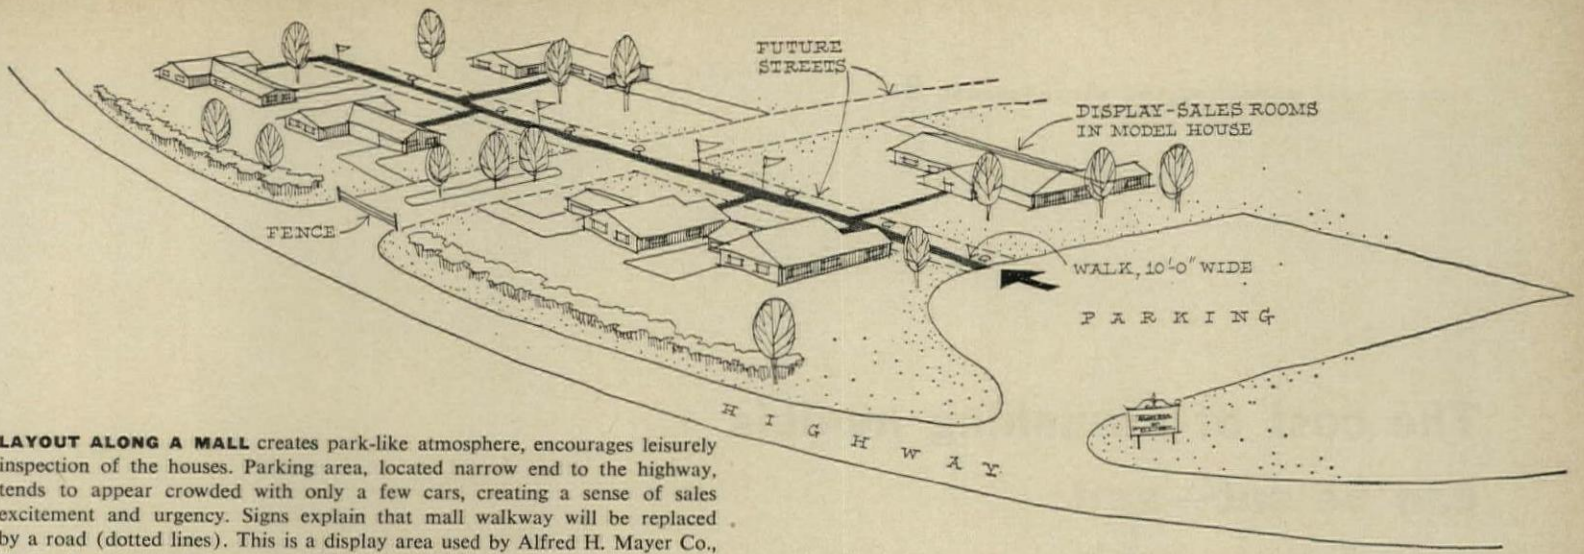 FUTURE
STREETS
DISPLAY-SALES ROOMS
IN MODEL HOUSE
FENCE
WALK, 10'-0" WIDE
PARKING
HIGHWAY
LAYOUT ALONG A MALL creates park-like atmosphere, encourages leisurely
inspection of the houses. Parking area, located narrow end to the highway,
tends to appear crowded with only a few cars, creating a sense of sales
excitement and urgency. Signs explain that mall walkway will be replaced
by a road (dotted lines). This is a display area used by Alfred H. Mayer Co.,